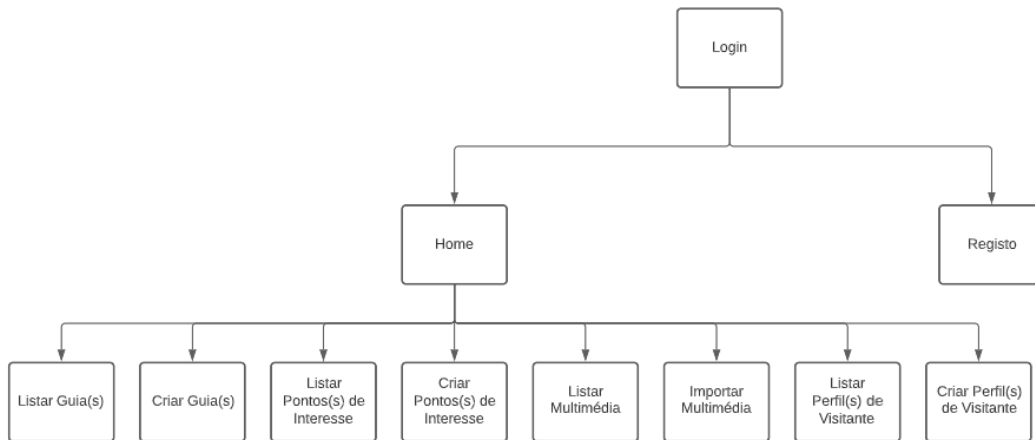 Login
Home
Registo
Listar Guia(s)
Criar Guia(s)
Listar
Pontos(s) de
Interesse
Criar
Pontos(s) de
Interesse
Listar
Multimédia
Importar
Multimédia
Listar
Perfil(s) de
Visitante
Criar Perfil(s)
de Visitante